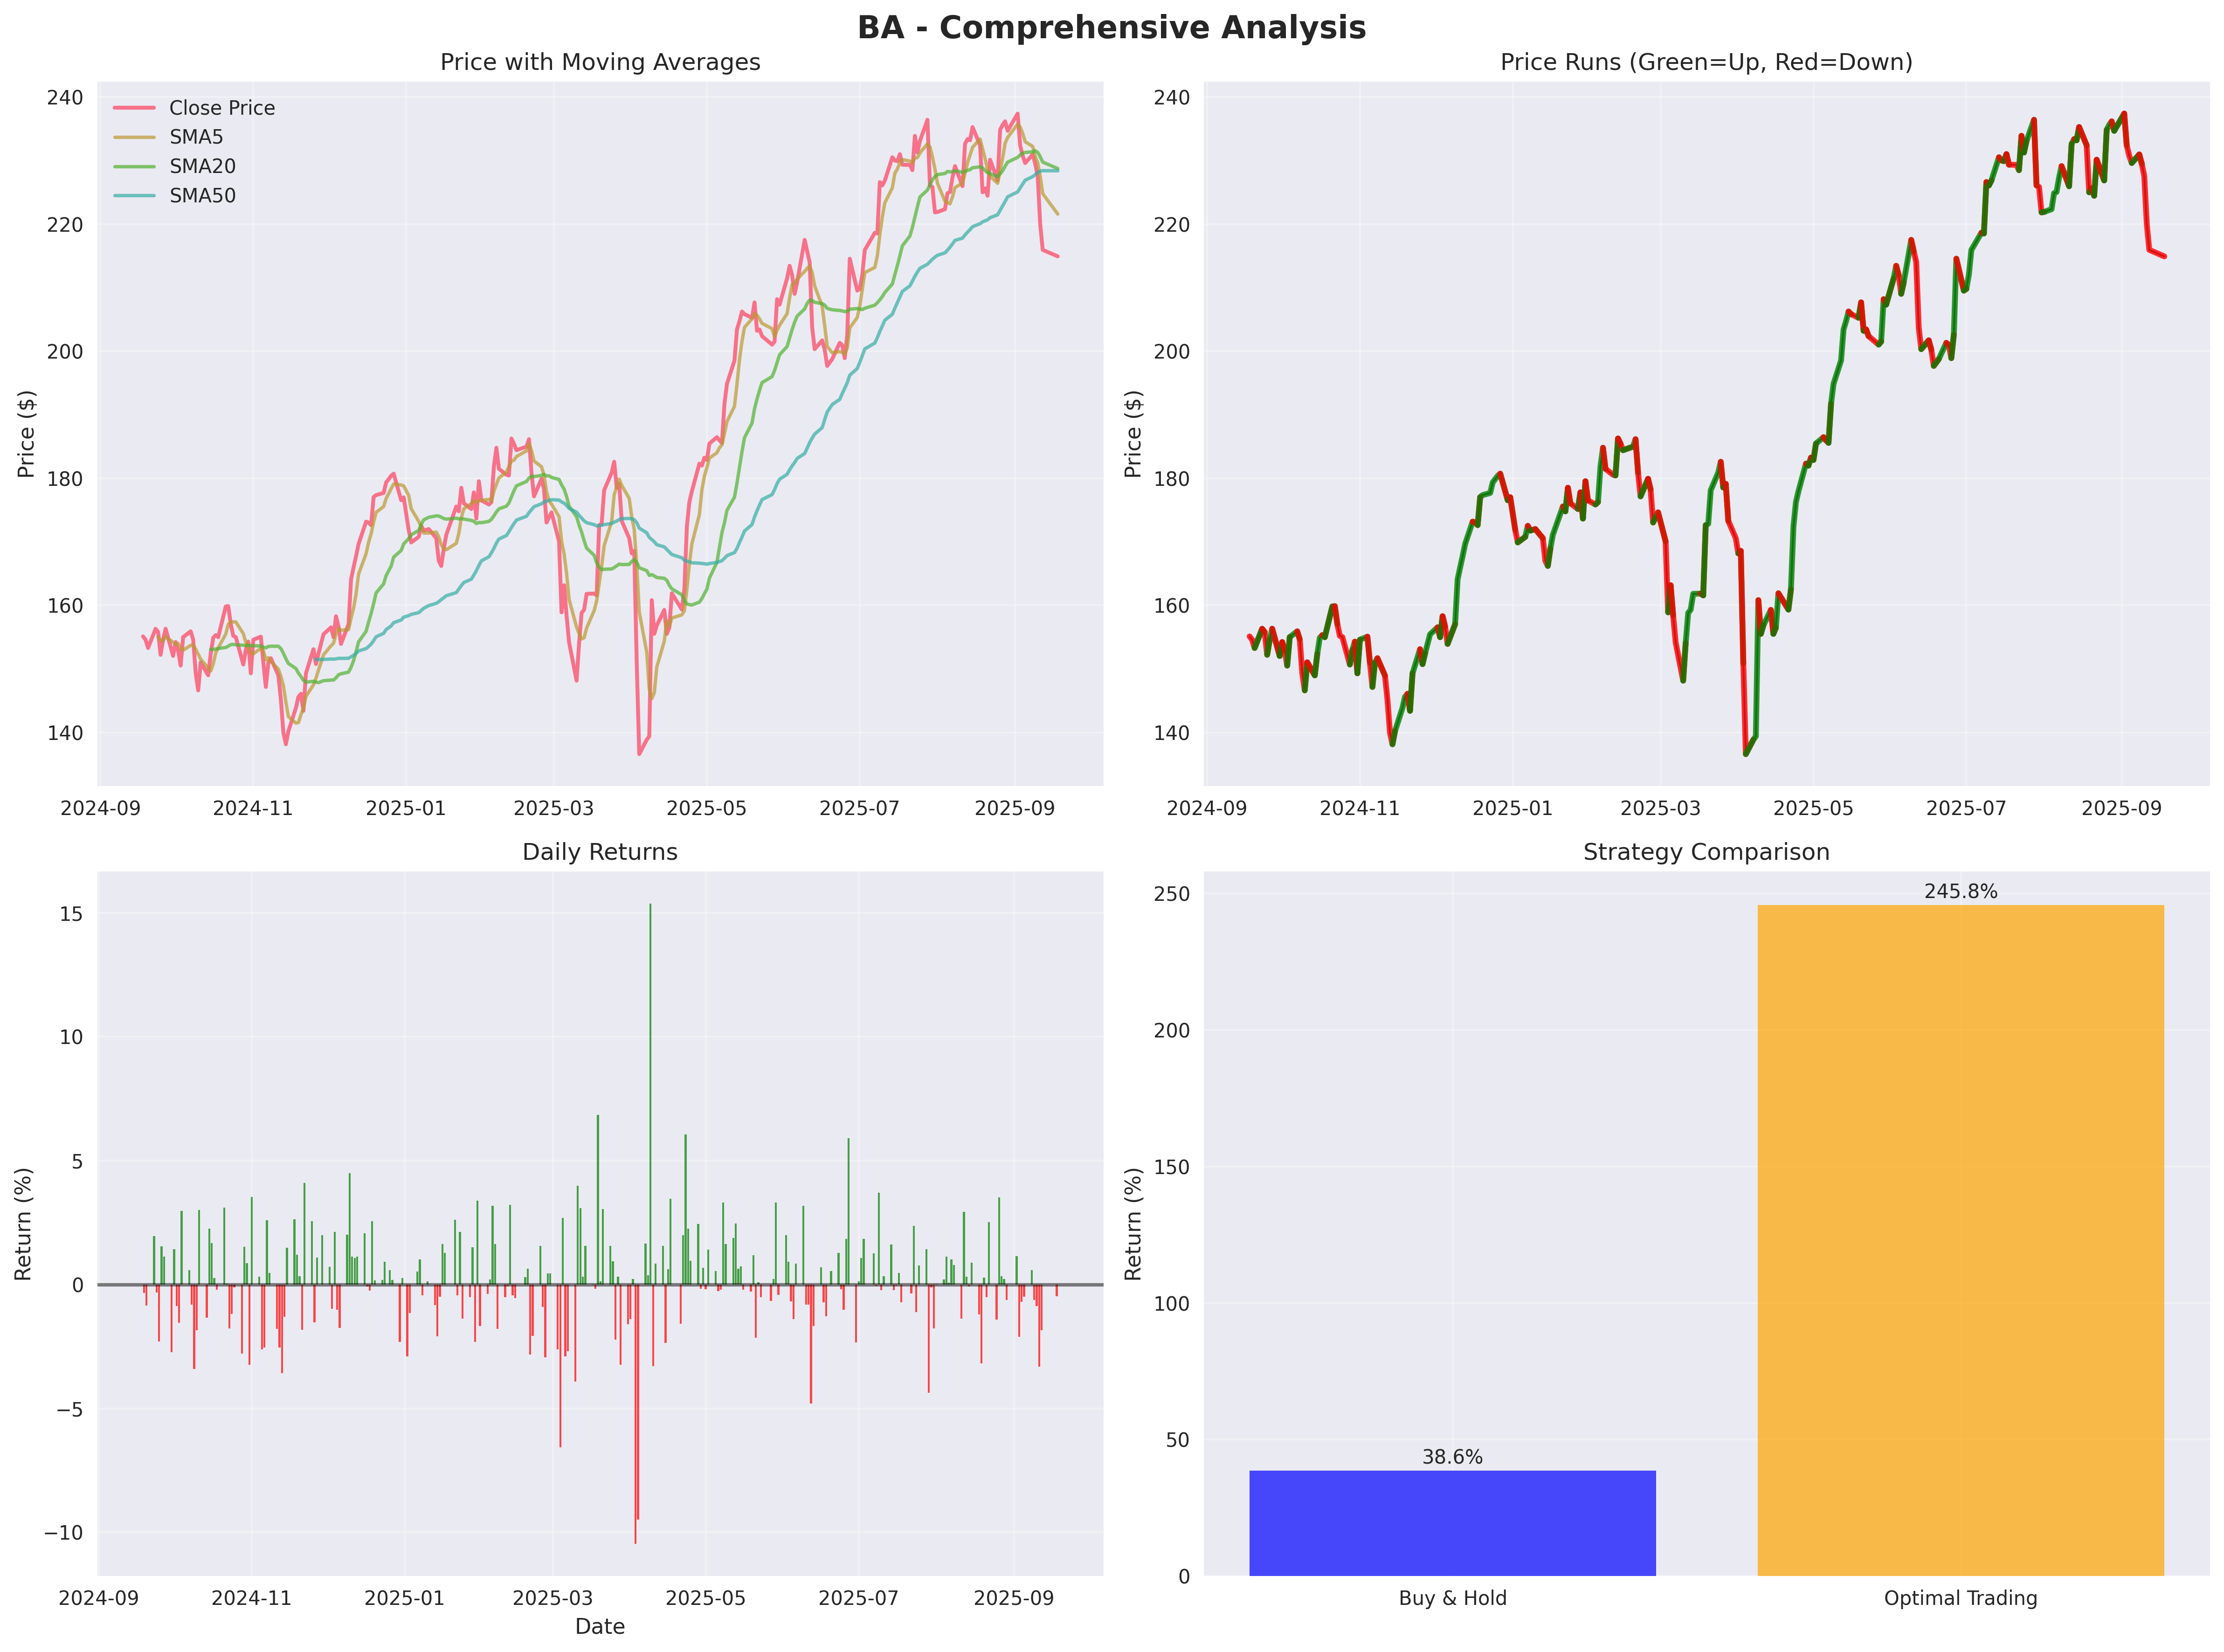 BA - Comprehensive Analysis
Price with Moving Averages
Price ($)
240
220
200
180
160
140
Close Price
SMA5
SMA20
SMA50
2024-09 2024-11 2025-01 2025-03 2025-05 2025-07 2025-09
Price Runs (Green=Up, Red=Down)
Price ($)
240
220
200
180
160
140
2024-09 2024-11 2025-01 2025-03 2025-05 2025-07 2025-09
Daily Returns
Return (%)
15
10
5
0
−5
−10
2024-09 2024-11 2025-01 2025-03 2025-05 2025-07 2025-09
Date
Strategy Comparison
Return (%)
250
200
150
100
50
0
38.6%
245.8%
Buy & Hold Optimal Trading